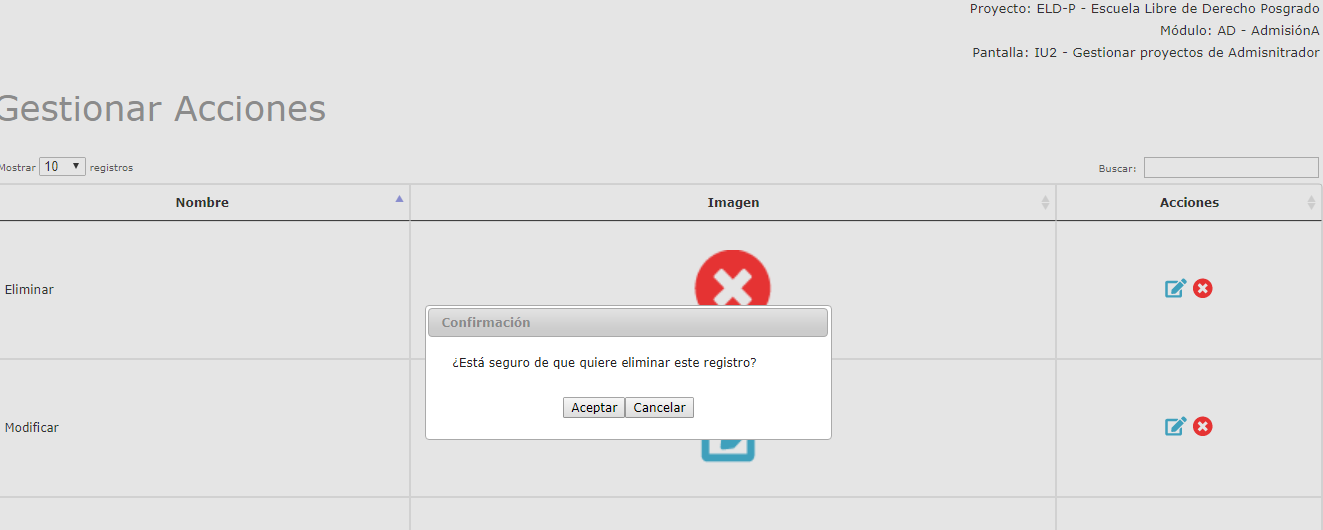 Proyecto: ELD-P - Escuela Libre de Derecho Posgrado
Módulo: AD - AdmisiónA
Pantalla: IU2 - Gestionar proyectos de Admisnitrador
Gestionar Acciones
Mostrar 10 registros
Buscar:
Nombre Imagen Acciones
Eliminar
Confirmación
¿Está seguro de que quiere eliminar este registro?
Aceptar Cancelar
Modificar